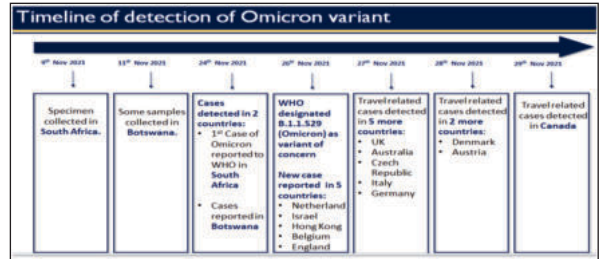 Timeline of detection of Omicron variant
9th Nov 2021
11th Nov 2021
24th Nov 2021
26th Nov 2021
27th Nov 2021
28th Nov 2021
29th Nov 2021
Specimen
collected in
South Africa.
Some samples
collected in
Botswana.
Cases
detected in 2
countries:
• 1st Case of
Omicron
reported to
WHO in
South
Africa
• Cases
reported in
Botswana
WHO
designated
B.1.1.529
(Omicron) as
variant of
concern
New case
reported in 5
countries:
• Netherland
• Israel
• Hong Kong
• Belgium
• England
Travel related
cases detected
in 5 more
countries:
• UK
• Australia
• Czech
Republic
• Italy
• Germany
Travel related
cases detected
in 2 more
countries:
• Denmark
• Austria
Travel related
cases detected
in Canada